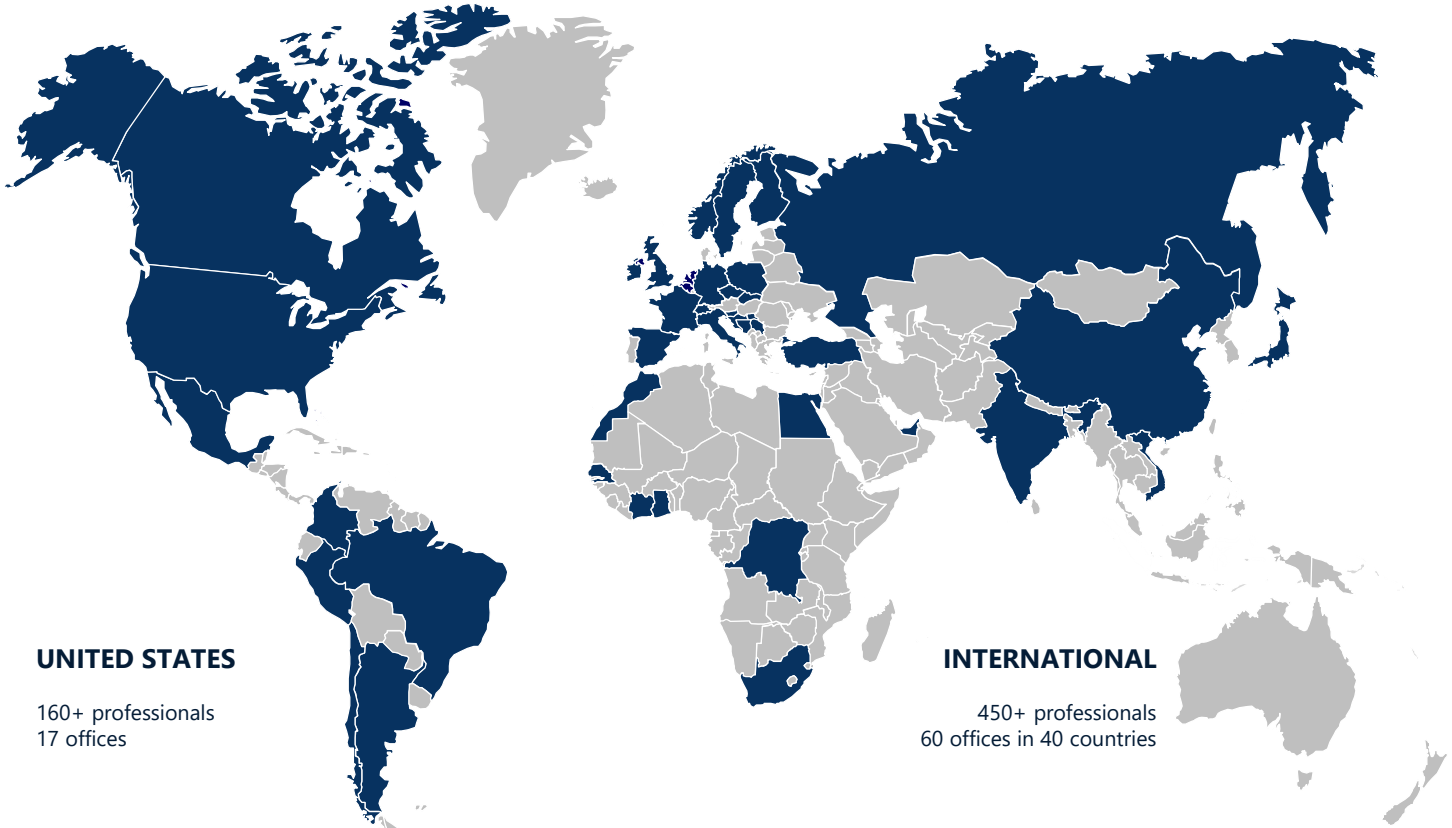 UNITED STATES
160+ professionals
17 offices
INTERNATIONAL
450+ professionals
60 offices in 40 countries